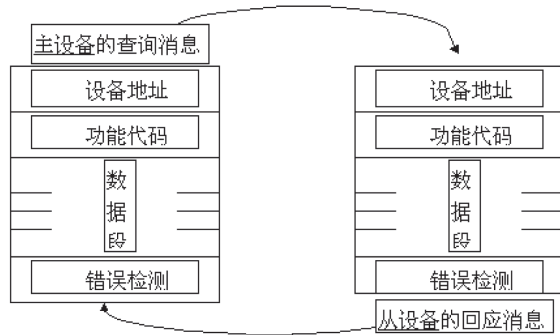 主设备的查询消息
设备地址
功能代码
数
据
段
错误检测
设备地址
功能代码
数
据
段
错误检测
从设备的回应消息